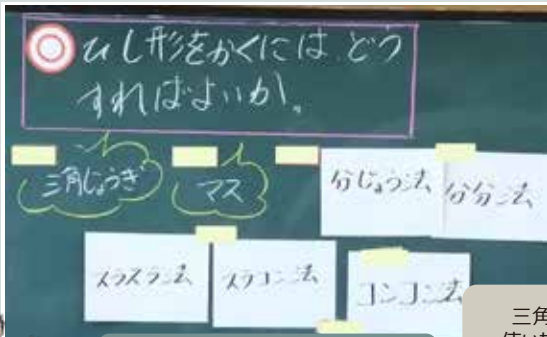 ひし形をかくには、どう
すればよいか。
三角じょうぎ
マス
分じょう法
分分法
スラスラ法
スラコン法
コンコン法
三角